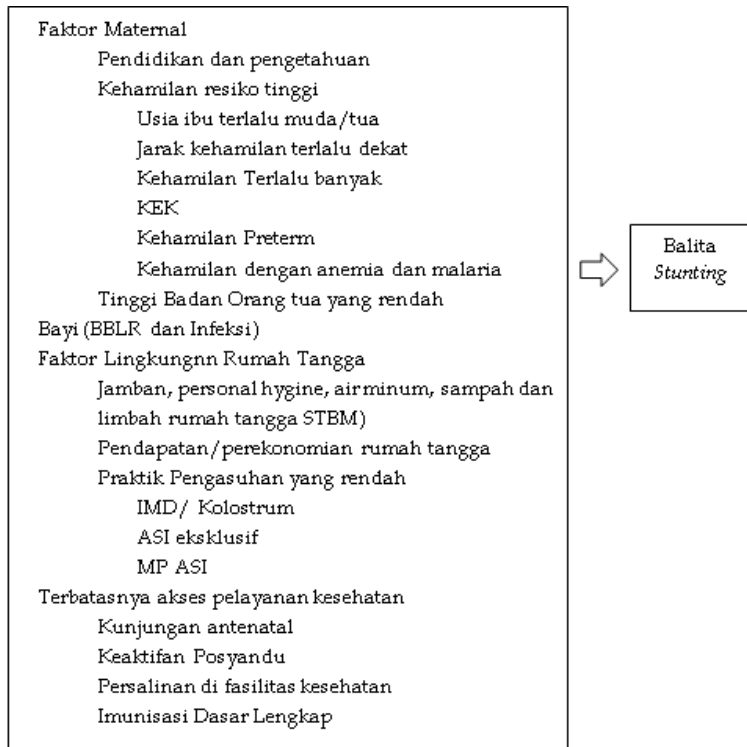 Faktor Maternal
Pendidikan dan pengetahuan
Kehamilan resiko tinggi
Usia ibu terlalu muda/tua
Jarak kehamilan terlalu dekat
Kehamilan Terlalu banyak
KEK
Kehamilan Preterm
Kehamilan dengan anemia dan malaria
Tinggi Badan Orang tua yang rendah
Bayi (BBLR dan Infeksi)
Faktor Lingkungnn Rumah Tangga
Jamban, personal hygine, air minum, sampah dan
limbah rumah tangga STBM)
Pendapatan/perekonomian rumah tangga
Praktik Pengasuhan yang rendah
IMD/ Kolostrum
ASI eksklusif
MP ASI
Terbatasnya akses pelayanan kesehatan
Kunjungan antenatal
Keaktifan Posyandu
Persalinan di fasilitas kesehatan
Imunisasi Dasar Lengkap
Balita
Stunting